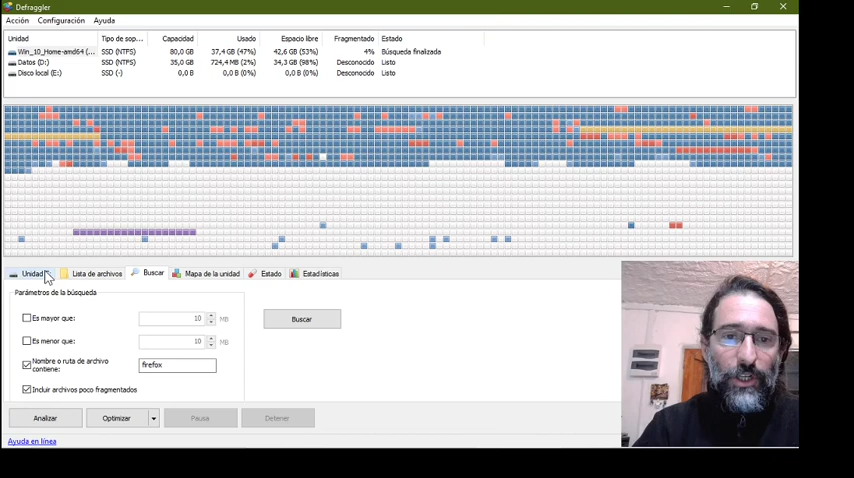 Defraggler
Acción Configuración Ayuda
Unidad Tipo de sop... Capacidad Usado Espacio libre Fragmentado Estado
Win_10_Home-amd64 (... SSD (NTFS) 80,0 GB 37,4 GB (47%) 42,6 GB (53%) 4% Búsqueda finalizada
Datos (D:) SSD (NTFS) 35,0 GB 724,4 MB (2%) 34,3 GB (98%) Desconocido Listo
Disco local (E:) SSD (-) 0,0 B 0,0 B (0%) 0,0 B (0%) Desconocido Listo
Unidad Lista de archivos Buscar Mapa de la unidad Estado Estadísticas
Parámetros de la búsqueda
Es mayor que: 10 MB Buscar
Es menor que: 10 MB
Nombre o ruta de archivo
contiene: firefox
Incluir archivos poco fragmentados
Analizar Optimizar Pausa Detener
Ayuda en línea